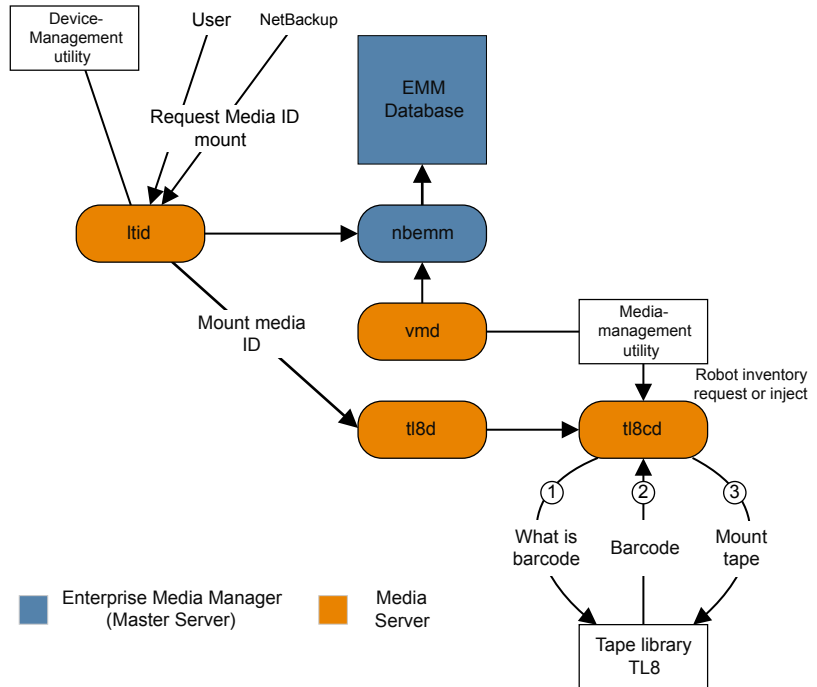 Device-
Management
utility
User
NetBackup
EMM
Database
Request Media ID
mount
ltid
nbemm
Mount media
ID
vmd
Media-
management
utility
Robot inventory
request or inject
tl8d
tl8cd
1
2
3
What is
barcode
Barcode
Mount
tape
Enterprise Media Manager
(Master Server)
Media
Server
Tape library
TL8